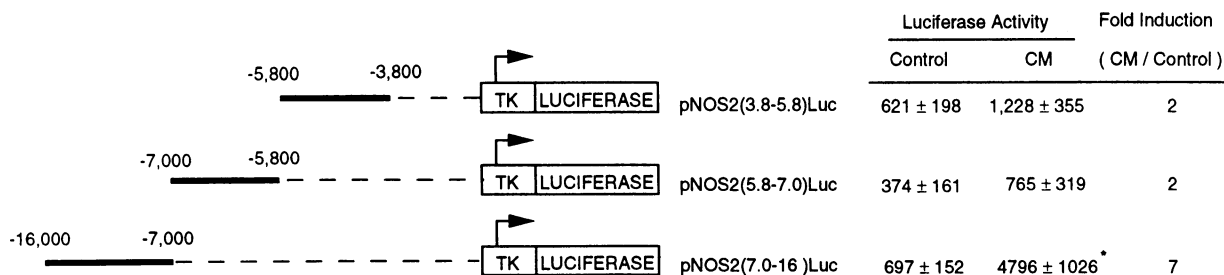 Luciferase Activity Fold Induction
Control CM ( CM / Control )
-5,800 -3,800
TK LUCIFERASE pNOS2(3.8-5.8)Luc 621 ± 198 1,228 ± 355 2
-7,000 -5,800
TK LUCIFERASE pNOS2(5.8-7.0)Luc 374 ± 161 765 ± 319 2
-16,000 -7,000
TK LUCIFERASE pNOS2(7.0-16 )Luc 697 ± 152 4796 ± 1026* 7